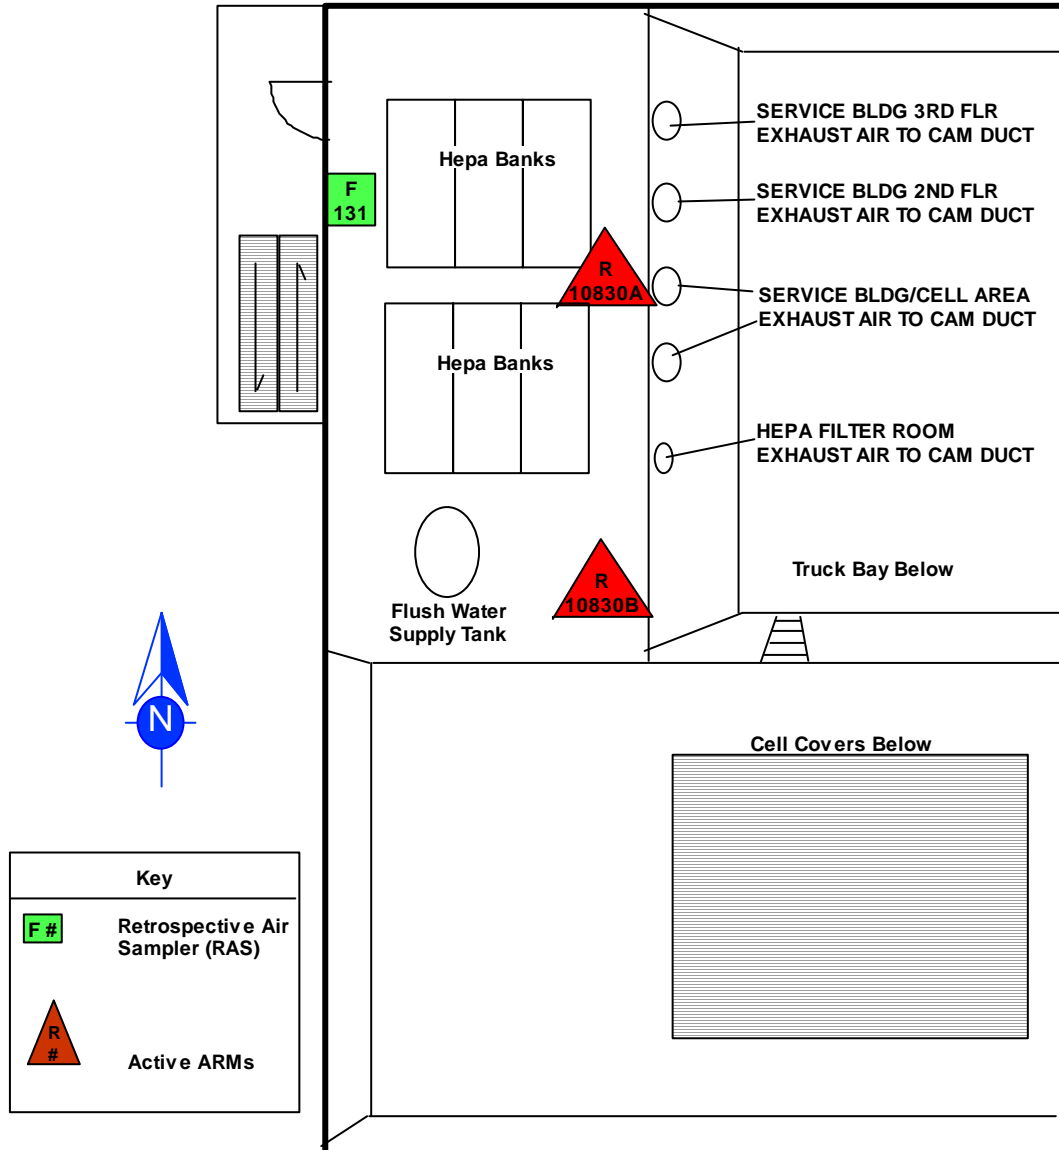 SERVICE BLDG 3RD FLR
EXHAUST AIR TO CAM DUCT
Hepa Banks
F
131
SERVICE BLDG 2ND FLR
EXHAUST AIR TO CAM DUCT
R
10830A
SERVICE BLDG/CELL AREA
EXHAUST AIR TO CAM DUCT
Hepa Banks
HEPA FILTER ROOM
EXHAUST AIR TO CAM DUCT
Truck Bay Below
R
10830B
Flush Water
Supply Tank
N
Cell Covers Below
Key
F #
Retrospective Air
Sampler (RAS)
R
#
Active ARMs